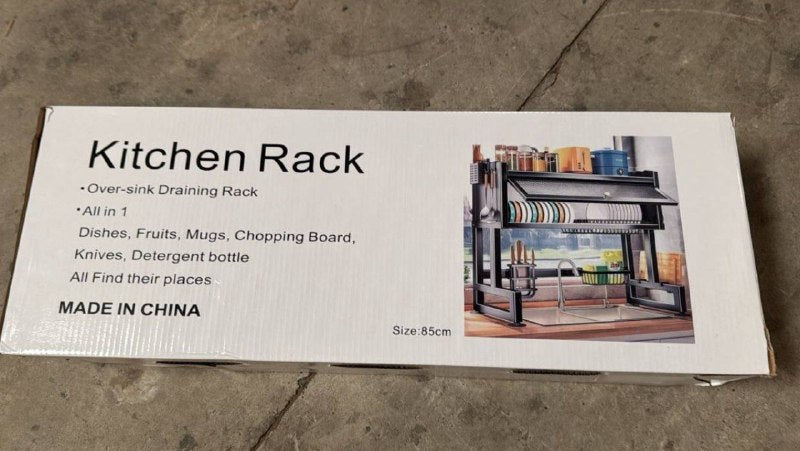 Kitchen Rack
•Over-sink Draining Rack
•All in 1
Dishes, Fruits, Mugs, Chopping Board,
Knives, Detergent bottle
All Find their places
MADE IN CHINA
Size:85cm